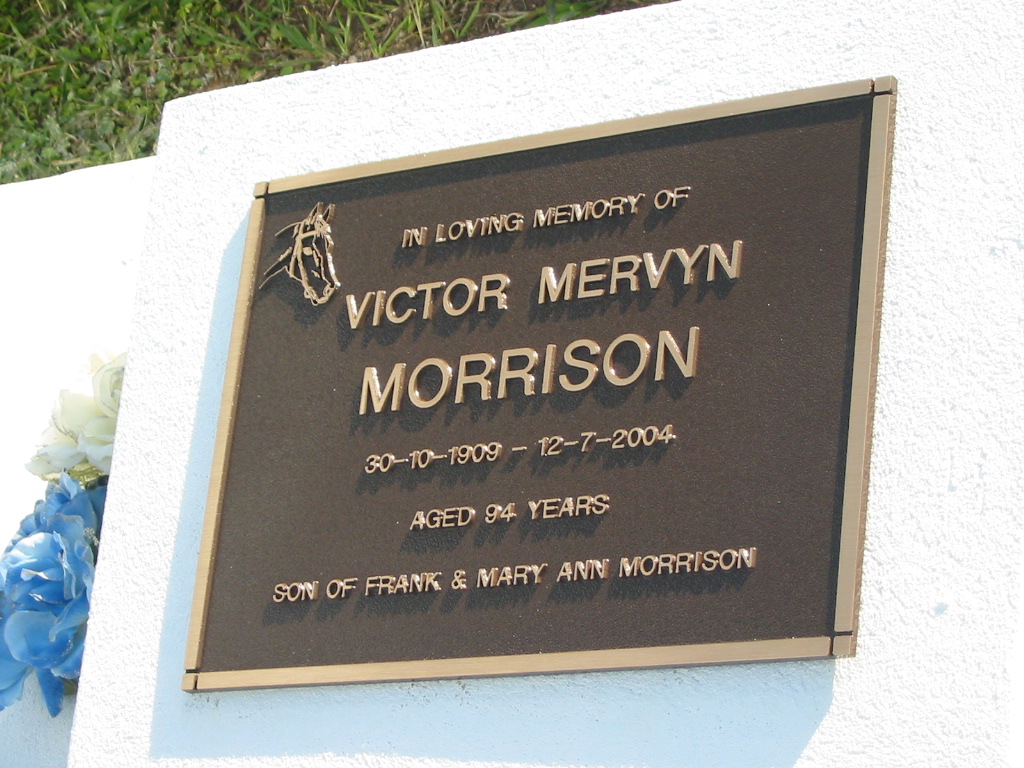 IN LOVING MEMORY OF
VICTOR MERVYN
MORRISON
30-10-1909 - 12-7-2004
AGED 94 YEARS
SON OF FRANK & MARY ANN MORRISON